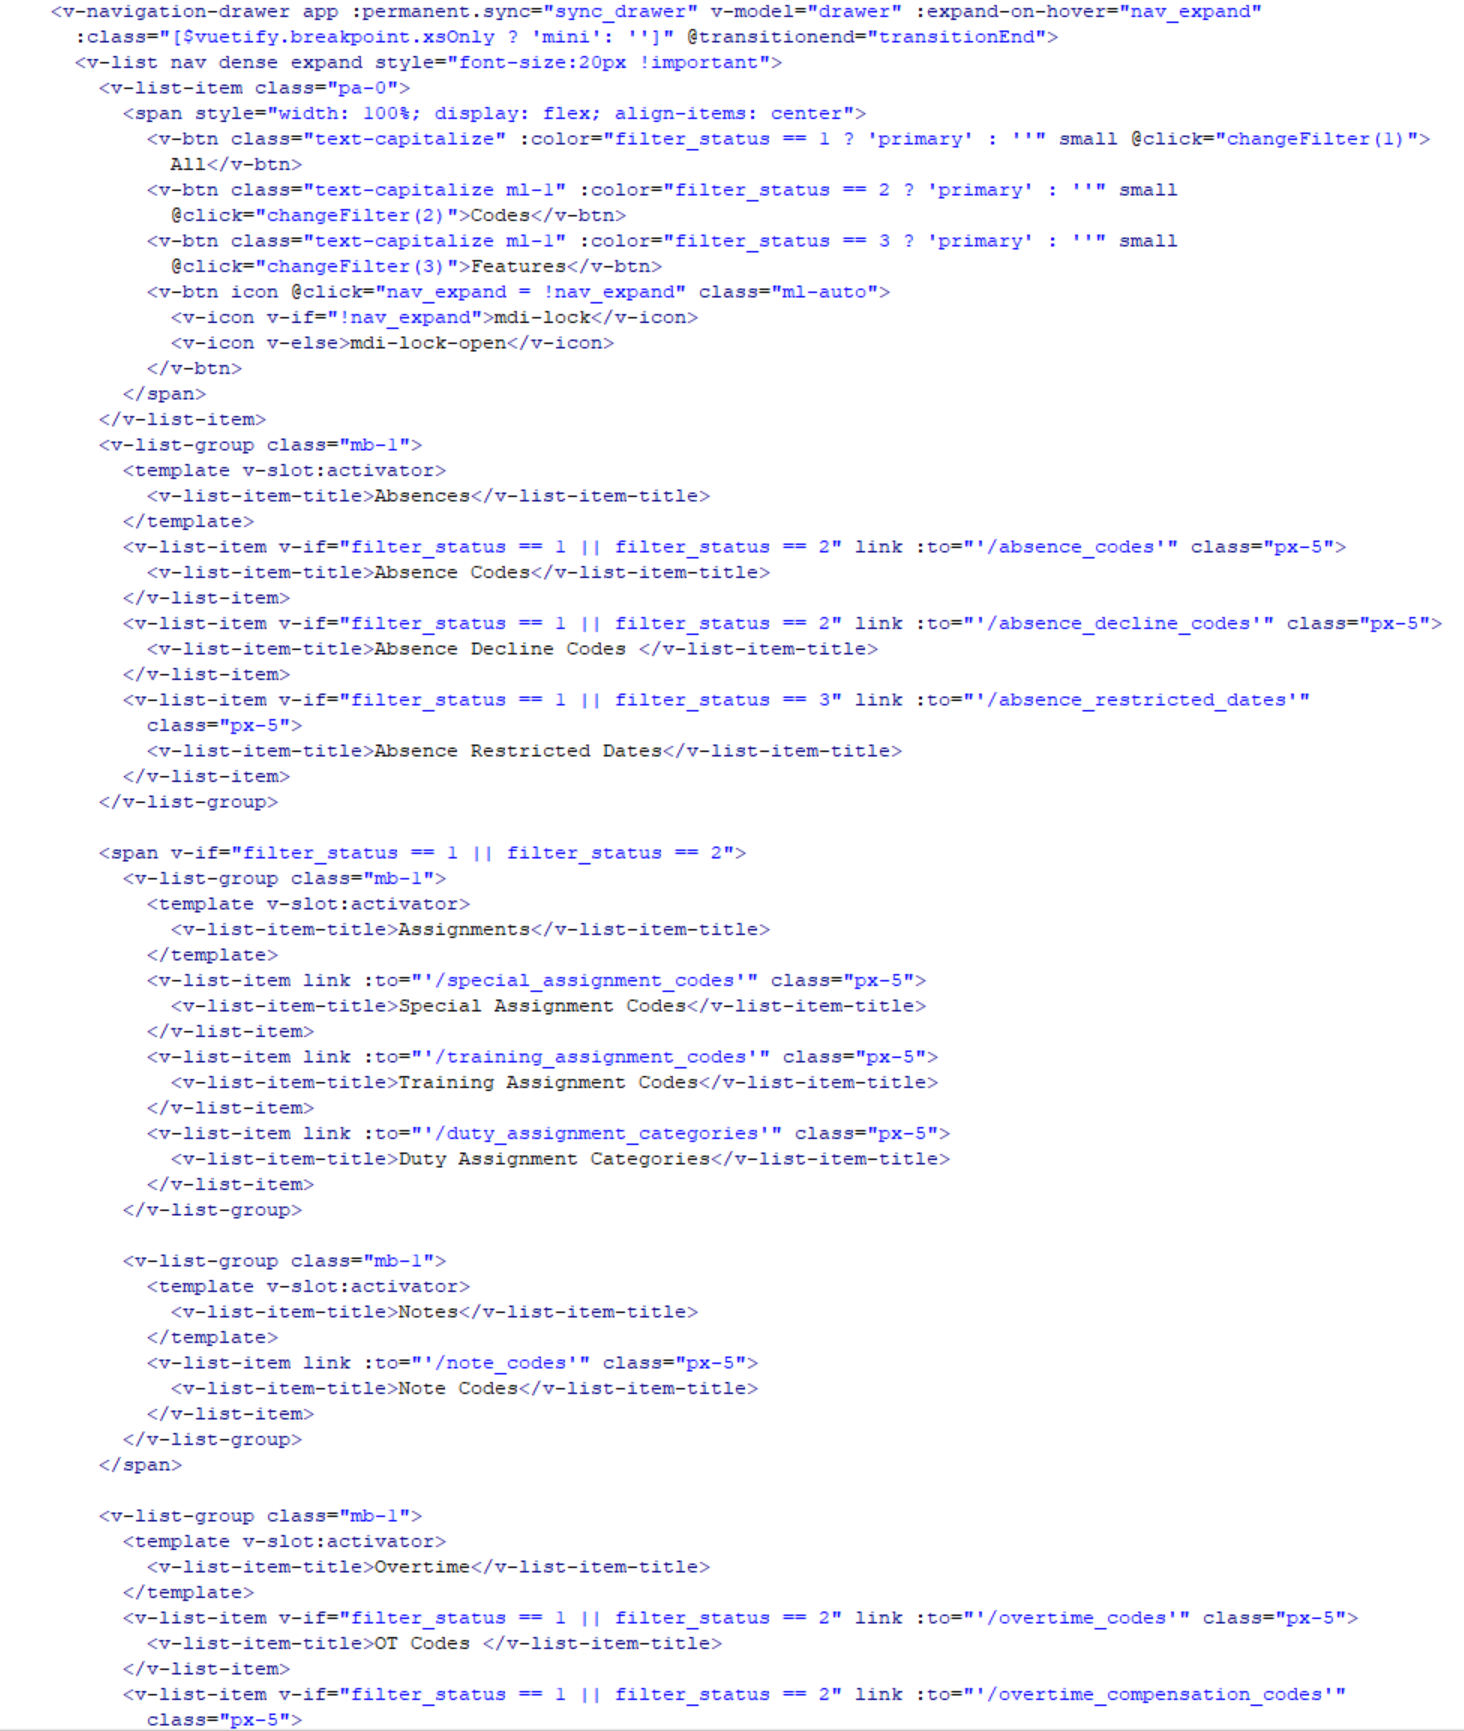 <v-navigation-drawer app :permanent.sync="sync_drawer" v-model="drawer" :expand-on-hover="nav_expand"
:class="[$vuetify.breakpoint.xsOnly ? 'mini': '']" @transitionend="transitionEnd">
<v-list nav dense expand style="font-size:20px !important">
<v-list-item class="pa-0">
<span style="width: 100%; display: flex; align-items: center">
<v-btn class="text-capitalize" :color="filter_status == 1 ? 'primary' : ''" small @click="changeFilter(1)">
All</v-btn>
<v-btn class="text-capitalize ml-1" :color="filter_status == 2 ? 'primary' : ''" small
@click="changeFilter(2)">Codes</v-btn>
<v-btn class="text-capitalize ml-1" :color="filter_status == 3 ? 'primary' : ''" small
@click="changeFilter(3)">Features</v-btn>
<v-btn icon @click="nav_expand = !nav_expand" class="ml-auto">
<v-icon v-if="!nav_expand">mdi-lock</v-icon>
<v-icon v-else>mdi-lock-open</v-icon>
</v-btn>
</span>
</v-list-item>
<v-list-group class="mb-1">
<template v-slot:activator>
<v-list-item-title>Absences</v-list-item-title>
</template>
<v-list-item v-if="filter_status == 1 || filter_status == 2" link :to="'/absence_codes'" class="px-5">
<v-list-item-title>Absence Codes</v-list-item-title>
</v-list-item>
<v-list-item v-if="filter_status == 1 || filter_status == 2" link :to="'/absence_decline_codes'" class="px-5">
<v-list-item-title>Absence Decline Codes </v-list-item-title>
</v-list-item>
<v-list-item v-if="filter_status == 1 || filter_status == 3" link :to="'/absence_restricted_dates'"
class="px-5">
<v-list-item-title>Absence Restricted Dates</v-list-item-title>
</v-list-item>
</v-list-group>
<span v-if="filter_status == 1 || filter_status == 2">
<v-list-group class="mb-1">
<template v-slot:activator>
<v-list-item-title>Assignments</v-list-item-title>
</template>
<v-list-item link :to="'/special_assignment_codes'" class="px-5">
<v-list-item-title>Special Assignment Codes</v-list-item-title>
</v-list-item>
<v-list-item link :to="'/training_assignment_codes'" class="px-5">
<v-list-item-title>Training Assignment Codes</v-list-item-title>
</v-list-item>
<v-list-item link :to="'/duty_assignment_categories'" class="px-5">
<v-list-item-title>Duty Assignment Categories</v-list-item-title>
</v-list-item>
</v-list-group>
<v-list-group class="mb-1">
<template v-slot:activator>
<v-list-item-title>Notes</v-list-item-title>
</template>
<v-list-item link :to="'/note_codes'" class="px-5">
<v-list-item-title>Note Codes</v-list-item-title>
</v-list-item>
</v-list-group>
</span>
<v-list-group class="mb-1">
<template v-slot:activator>
<v-list-item-title>Overtime</v-list-item-title>
</template>
<v-list-item v-if="filter_status == 1 || filter_status == 2" link :to="'/overtime_codes'" class="px-5">
<v-list-item-title>OT Codes </v-list-item-title>
</v-list-item>
<v-list-item v-if="filter_status == 1 || filter_status == 2" link :to="'/overtime_compensation_codes'"
class="px-5">